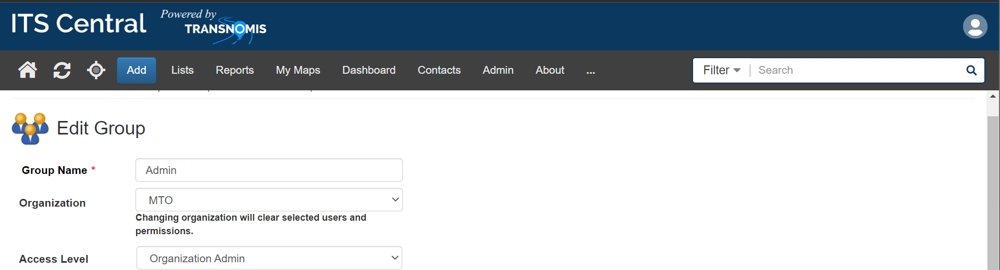 ITS Central Powered by
TRANSNOMIS
Add Lists Reports My Maps Dashboard Contacts Admin About ... Filter Search
Edit Group
Group Name * Admin
Organization MTO
Changing organization will clear selected users and
permissions.
Access Level Organization Admin